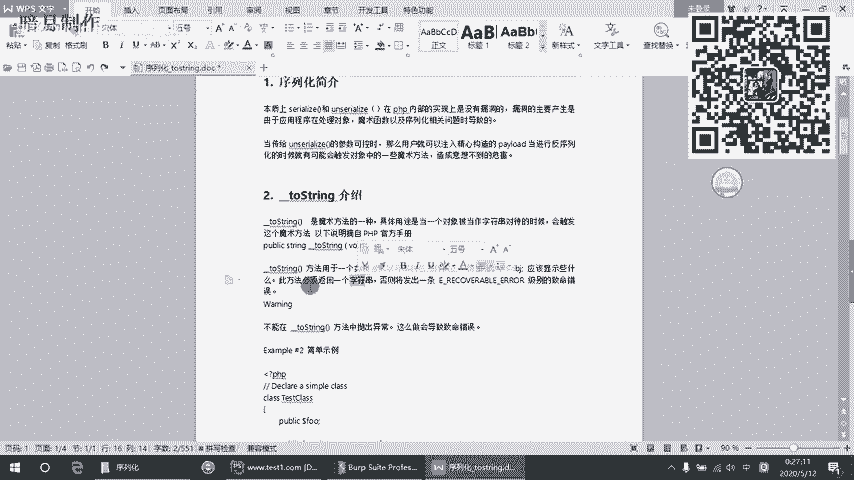 WPS 文字
开始 插入 页面布局 引用 审阅 视图 章节 开发工具 特色功能
未登录
暗月制作
粘贴 复制 格式刷
宋体 五号
B I U
AaBbCcD AaB AaBb
正文 标题 1 标题 2 新样式 文字工具 查找替换
序列化_tostring.doc *
1. 序列化简介
本质上 serialize()和 unserialize（）在 php 内部的实现上是没有漏洞的，漏洞的主要产生是
由于应用程序在处理对象，魔术函数以及序列化相关问题时导致的。
当传给 unserialize()的参数可控时，那么用户就可以注入精心构造的 payload 当进行反序列
化的时候就有可能会触发对象中的一些魔术方法，造成意想不到的危害。
2. __toString 介绍
__toString() 是魔术方法的一种，具体用途是当一个对象被当作字符串对待的时候，会触发
这个魔术方法 以下说明摘自 PHP 官方手册
public string __toString ( vo
宋体 五号
__toString() 方法用于一个 应该显示些什
么。此方法必须返回一个字符串，否则将发出一条 E_RECOVERABLE_ERROR 级别的致命错
误。
Warning
不能在 __toString() 方法中抛出异常。这么做会导致致命错误。
Example #2 简单示例
<?php
// Declare a simple class
class TestClass
{
public $foo;
页码: 1 页面: 1/4 节: 1/1 行: 16 列: 14 字数: 2/551 拼写检查 兼容模式
90 %
序列化 www.test1.com [D... Burp Suite Profes... 序列化_tostring.d...
中
0:27:11
2020/5/12